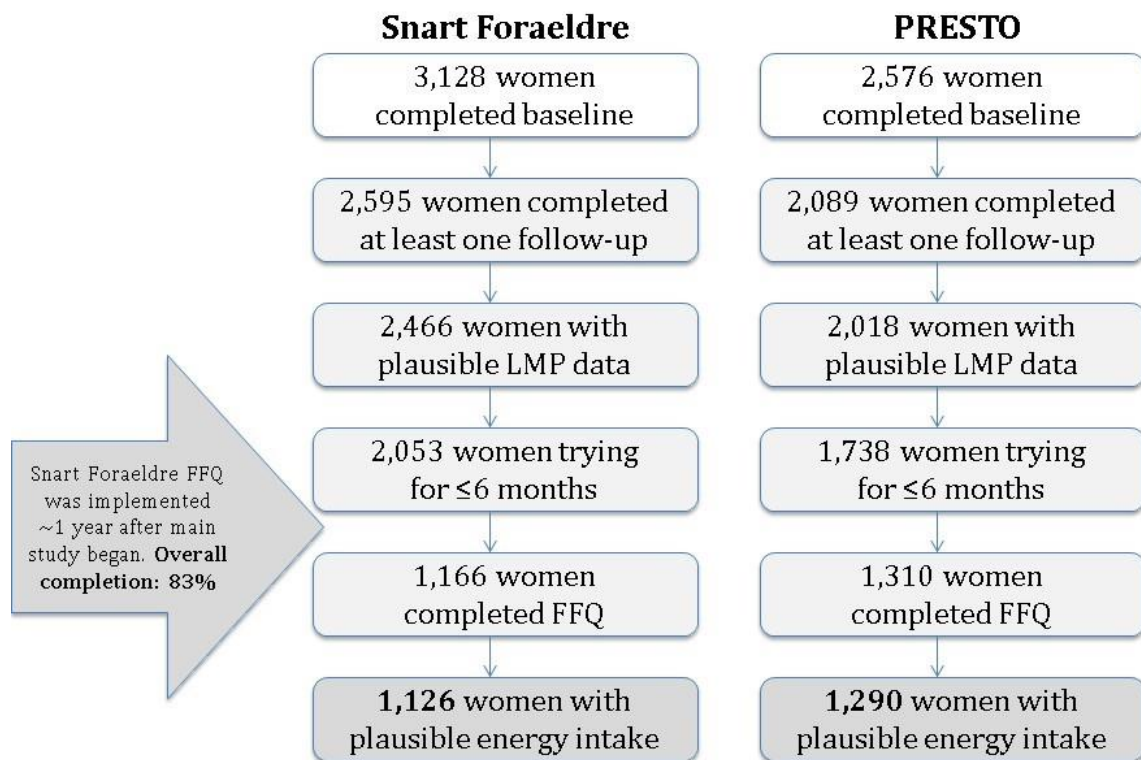 Snart Foraeldre
3,128 women
completed baseline
2,595 women completed
at least one follow-up
2,466 women with
plausible LMP data
2,053 women trying
for ≤6 months
1,166 women
completed FFQ
1,126 women with
plausible energy intake
Snart Foraeldre FFQ
was implemented
~1 year after main
study began. Overall
completion: 83%
PRESTO
2,576 women
completed baseline
2,089 women completed
at least one follow-up
2,018 women with
plausible LMP data
1,738 women trying
for ≤6 months
1,310 women
completed FFQ
1,290 women with
plausible energy intake